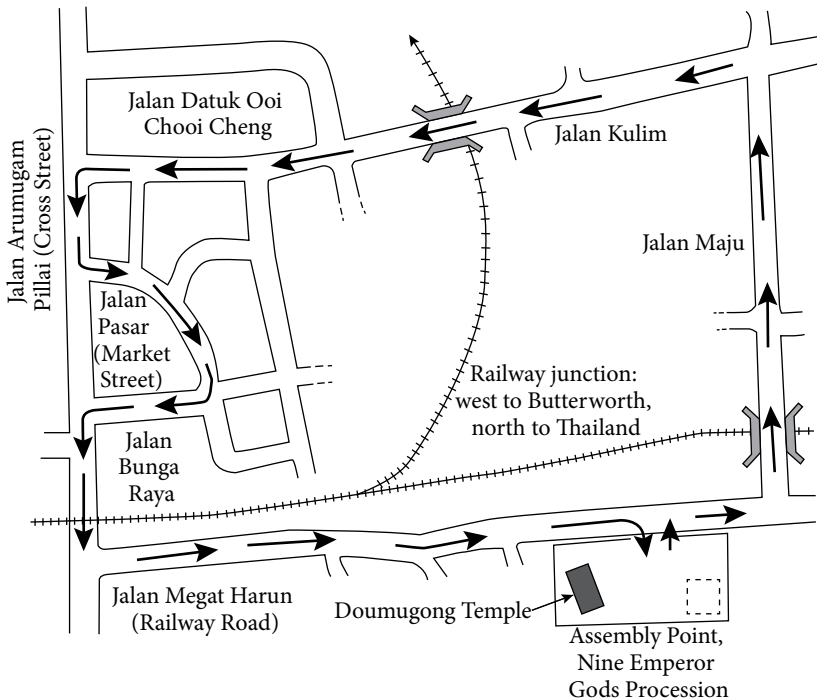 Jalan Datuk Ooi
Chooi Cheng
Jalan Kulim
Jalan Arumugam
Pillai (Cross Street)
Jalan Maju
Jalan
Pasar
(Market
Street)
Railway junction:
west to Butterworth,
north to Thailand
Jalan
Bunga
Raya
Jalan Megat Harun
(Railway Road)
Doumugong Temple
Assembly Point,
Nine Emperor
Gods Procession